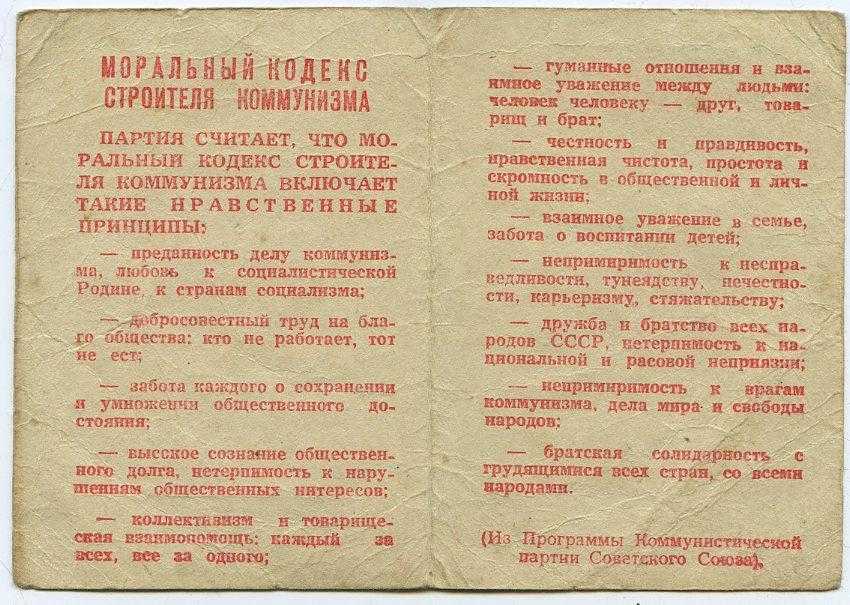 МОРАЛЬНЫЙ КОДЕКС
СТРОИТЕЛЯ КОММУНИЗМА
ПАРТИЯ СЧИТАЕТ, ЧТО МО-
РАЛЬНЫЙ КОДЕКС СТРОИТЕ-
ЛЯ КОММУНИЗМА ВКЛЮЧАЕТ
ТАКИЕ НРАВСТВЕННЫЕ
ПРИНЦИПЫ:
— преданность делу коммуниз-
ма, любовь к социалистической
Родине, к странам социализма;
— добросовестный труд на бла-
го общества: кто не работает, тот
не ест;
— забота каждого о сохранении
и умножении общественного до-
стояния;
— высокое сознание обществен-
ного долга, нетерпимость к нару-
шениям общественных интересов;
— коллективизм и товарище-
ская взаимопомощь: каждый за
всех, все за одного;
— гуманные отношения и вза-
имное уважение между людьми:
человек человеку — друг, това-
рищ и брат;
— честность и правдивость,
нравственная чистота, простота и
скромность в общественной и лич-
ной жизни;
— взаимное уважение в семье,
забота о воспитании детей;
— непримиримость к неспра-
ведливости, тунеядству, нечестно-
сти, карьеризму, стяжательству;
— дружба и братство всех на-
родов СССР, нетерпимость к на-
циональной и расовой неприязни;
— непримиримость к врагам
коммунизма, дела мира и свободы
народов;
— братская солидарность с
трудящимися всех стран, со всеми
народами.
(Из Программы Коммунистической
партии Советского Союза).